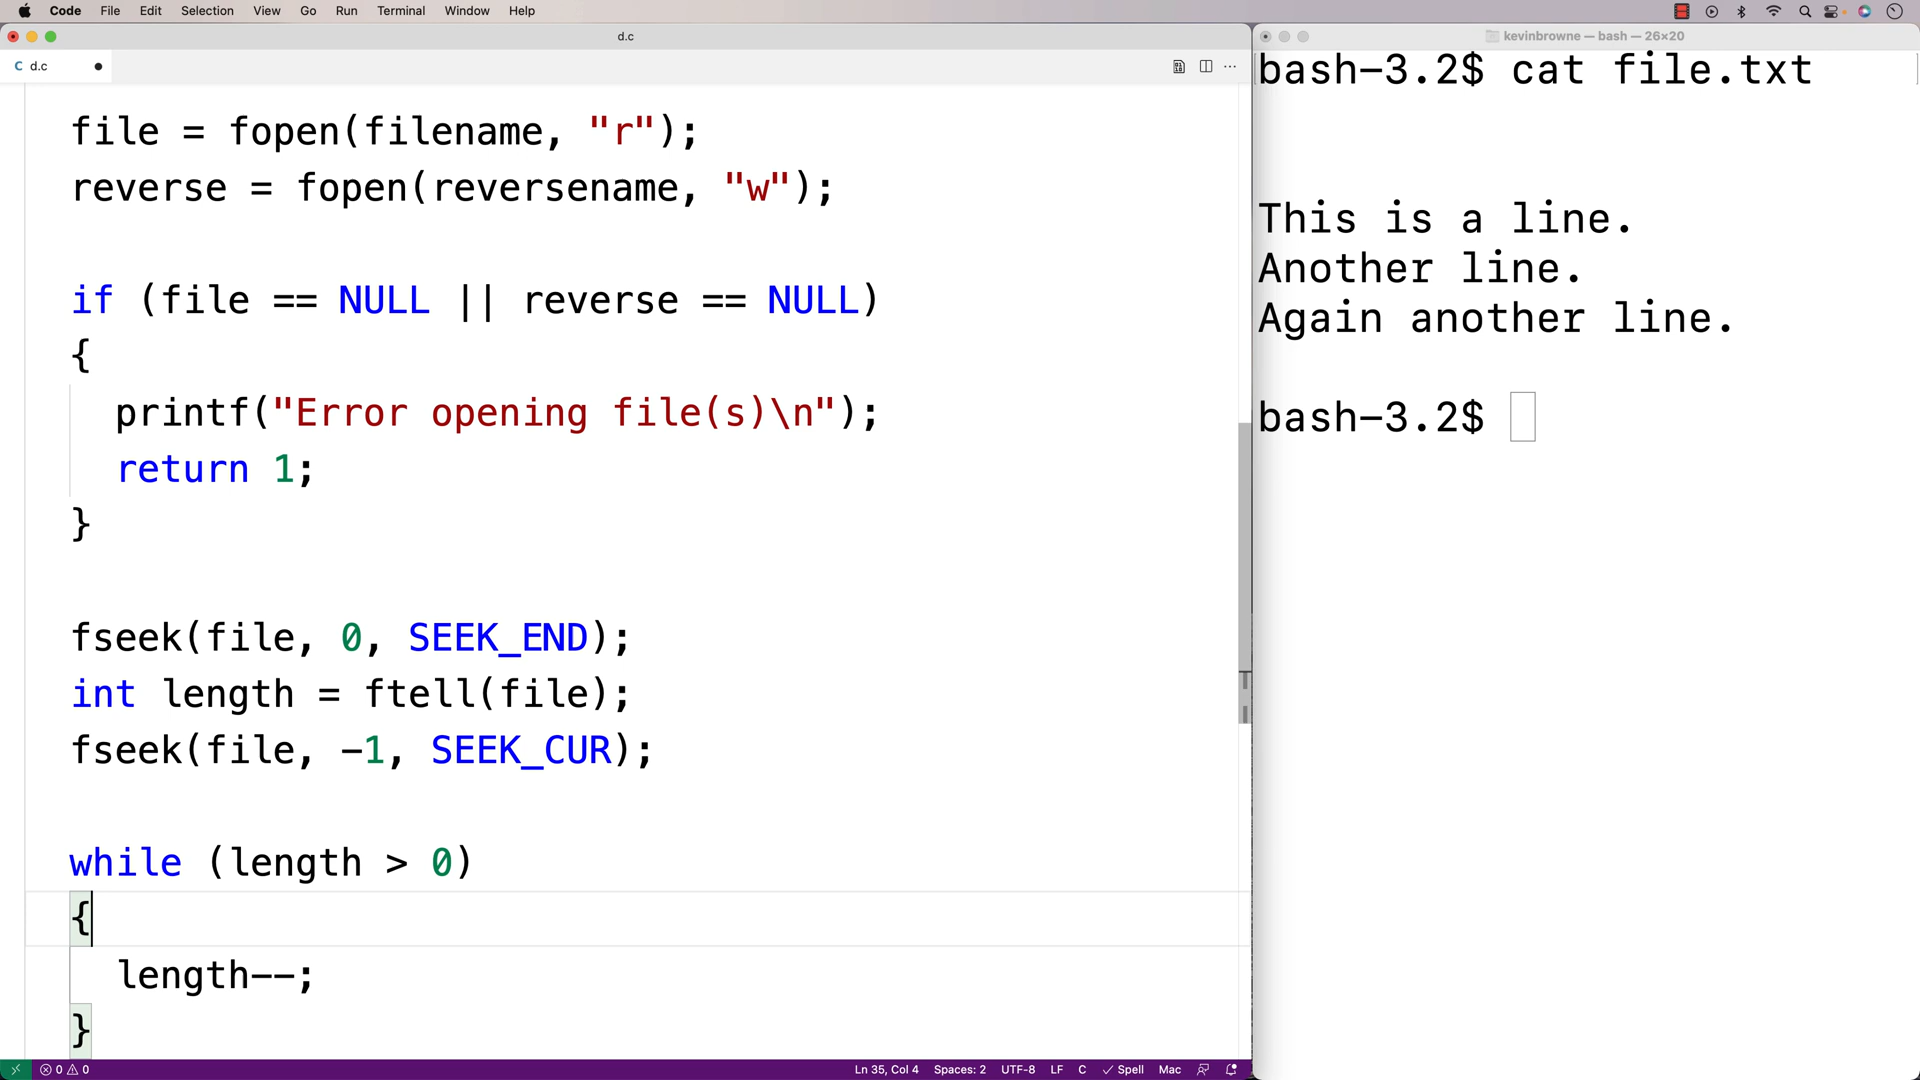 Code File Edit Selection View Go Run Terminal Window Help
d.c
C d.c
file = fopen(filename, "r");
reverse = fopen(reversename, "w");
if (file == NULL || reverse == NULL)
{
printf("Error opening file(s)\n");
return 1;
}
fseek(file, 0, SEEK_END);
int length = ftell(file);
fseek(file, -1, SEEK_CUR);
while (length > 0)
{
length--;
}
0 0 Ln 35, Col 4 Spaces: 2 UTF-8 LF C Spell Mac
kevinbrowne — bash — 26×20
bash-3.2$ cat file.txt
This is a line.
Another line.
Again another line.
bash-3.2$